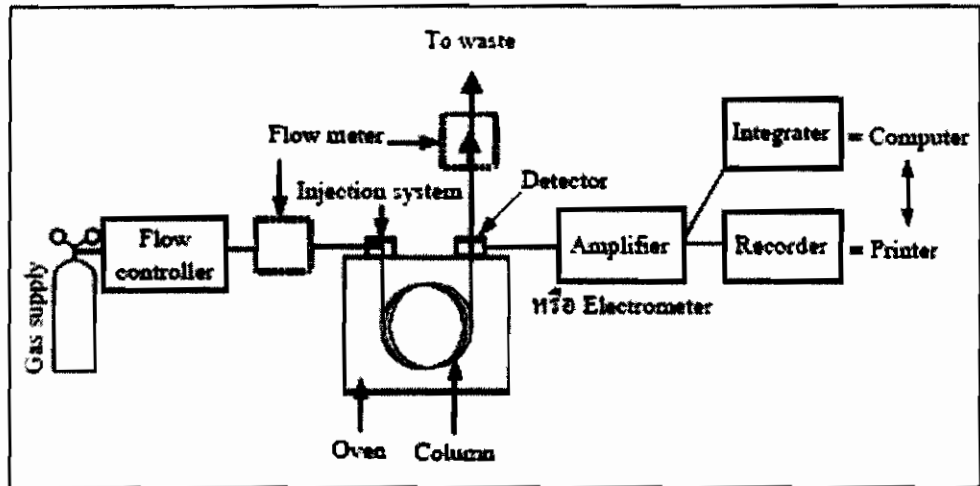 To waste
Flow meter
Integrater = Computer
Injection system
Detector
Flow
controller
Amplifier
Recorder = Printer
หรือ Electrometer
Gas supply
Oven
Column